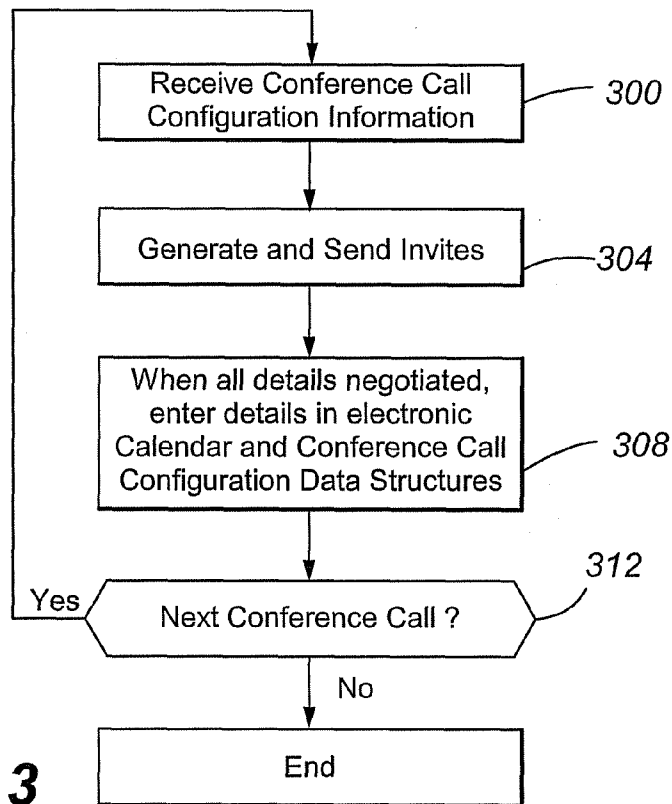 Receive Conference Call
Configuration Information
300
Generate and Send Invites
304
When all details negotiated,
enter details in electronic
Calendar and Conference Call
Configuration Data Structures
308
312
Yes
Next Conference Call ?
No
End
3